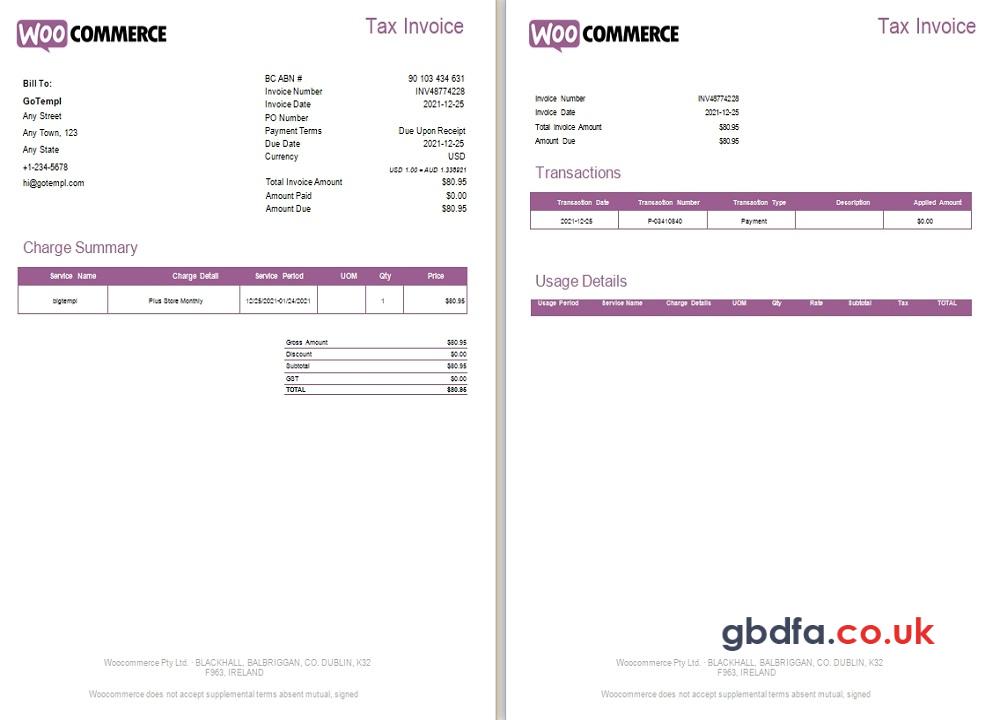 WOO COMMERCE
Tax Invoice
Bill To:
GoTempl
Any Street
Any Town, 123
Any State
+1-234-5678
hi@gotempl.com
BC ABN # 90 103 434 631
Invoice Number INV48774228
Invoice Date 2021-12-25
PO Number
Payment Terms Due Upon Receipt
Due Date 2021-12-25
Currency USD
USD 1.00 = AUD 1.338921
Total Invoice Amount $80.95
Amount Paid $0.00
Amount Due $80.95
Charge Summary
Service Name Charge Detail Service Period UOM Qty Price
bigtempl Plus Store Monthly 12/25/2021-01/24/2021 1 $80.95
Gross Amount $80.95
Discount $0.00
Subtotal $80.95
GST $0.00
TOTAL $80.95
Woocommerce Pty Ltd. · BLACKHALL, BALBRIGGAN, CO. DUBLIN, K32
F963, IRELAND
Woocommerce does not accept supplemental terms absent mutual, signed
WOO COMMERCE
Tax Invoice
Invoice Number INV48774228
Invoice Date 2021-12-25
Total Invoice Amount $80.95
Amount Due $80.95
Transactions
Transaction Date Transaction Number Transaction Type Description Applied Amount
2021-12-25 P-03410840 Payment $0.00
Usage Details
Usage Period Service Name Charge Details UOM Qty Rate Subtotal Tax TOTAL
gbdfa.co.uk
Woocommerce Pty Ltd. · BLACKHALL, BALBRIGGAN, CO. DUBLIN, K32
F963, IRELAND
Woocommerce does not accept supplemental terms absent mutual, signed